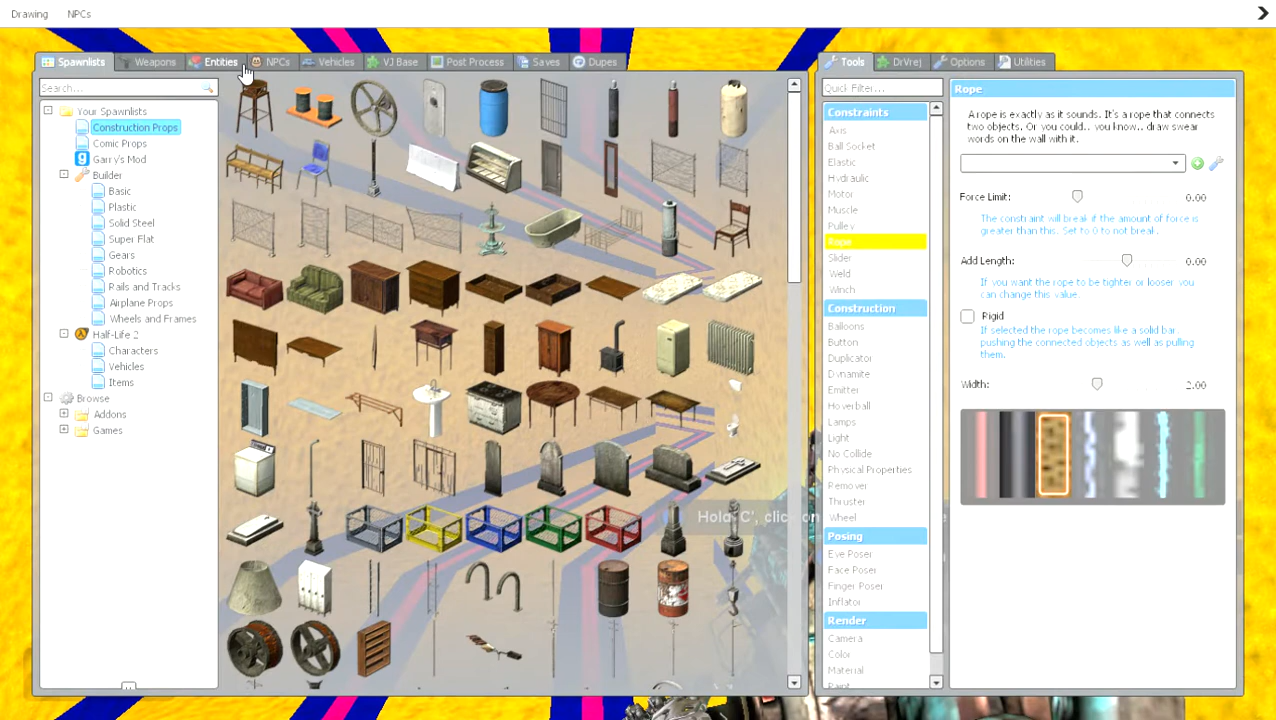 Drawing NPCs
Spawnlists Weapons Entities NPCs Vehicles VJ Base Post Process Saves Dupes
Search...
Your Spawnlists
Construction Props
Comic Props
Garry's Mod
Builder
Basic
Plastic
Solid Steel
Super Flat
Gears
Robotics
Rails and Tracks
Airplane Props
Wheels and Frames
Half-Life 2
Characters
Vehicles
Items
Browse
Addons
Games
Hold 'C', click on
Tools DrVrej Options Utilities
Quick Filter...
Constraints
Axis
Ball Socket
Elastic
Hydraulic
Motor
Muscle
Pulley
Rope
Slider
Weld
Winch
Construction
Balloons
Button
Duplicator
Dynamite
Emitter
Hoverball
Lamps
Light
No Collide
Physical Properties
Remover
Thruster
Wheel
Posing
Eye Poser
Face Poser
Finger Poser
Inflator
Render
Camera
Color
Material
Paint
Rope
A rope is exactly as it sounds. It's a rope that connects
two objects. Or you could.. you know.. draw swear
words on the wall with it.
Force Limit: 0.00
The constraint will break if the amount of force is
greater than this. Set to 0 to not break.
Add Length: 0.00
If you want the rope to be tighter or looser you
can change this value.
Rigid
If selected the rope becomes like a solid bar,
pushing the connected objects as well as pulling
them.
Width: 2.00